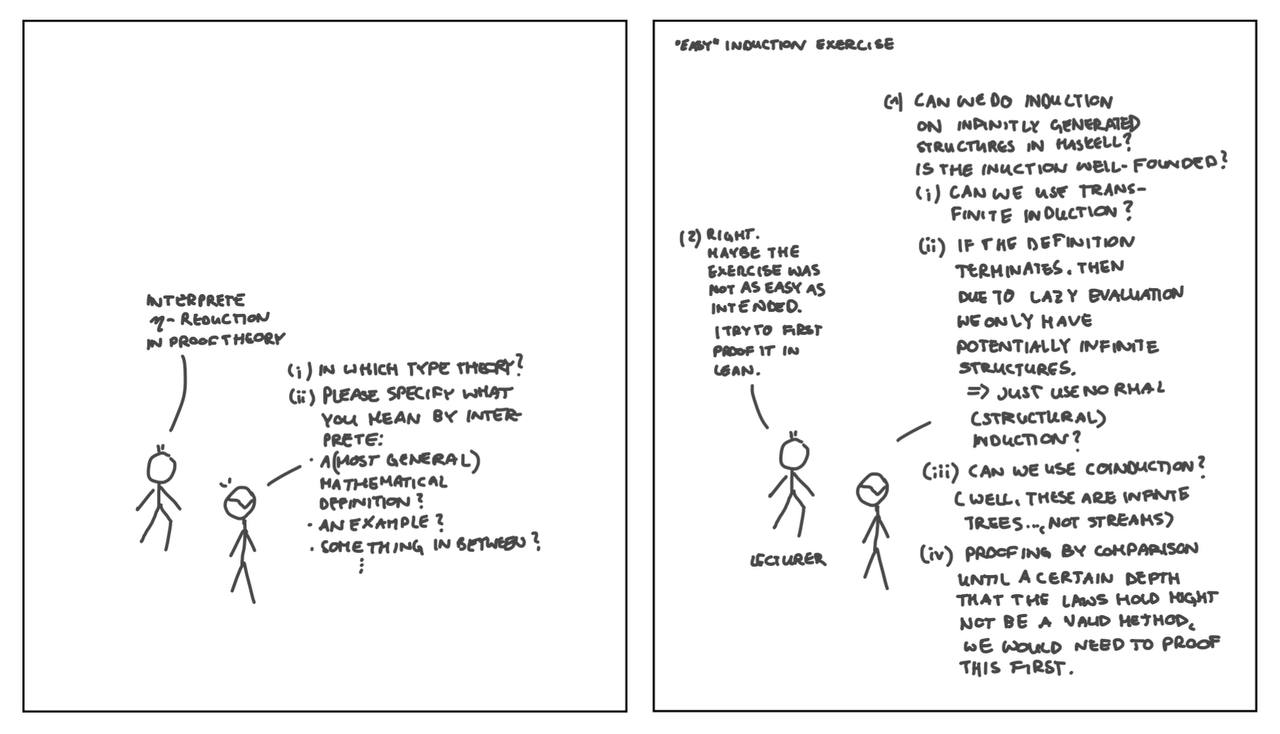 INTERPRETE
η-REDUCTION
IN PROOF THEORY
(i) IN WHICH TYPE THEORY?
(ii) PLEASE SPECIFY WHAT
YOU MEAN BY INTER-
PRETE:
· A (MOST GENERAL)
MATHEMATICAL
DEFINITION?
· AN EXAMPLE?
· SOMETHING IN BETWEEN?
⋮
"EASY" INDUCTION EXERCISE
(1) CAN WE DO INDUCTION
ON INFINITLY GENERATED
STRUCTURES IN HASKELL?
IS THE INUCTION WELL-FOUNDED?
(i) CAN WE USE TRANS-
FINITE INDUCTION?
(ii) IF THE DEFINITION
TERMINATES, THEN
DUE TO LAZY EVALUATION
WE ONLY HAVE
POTENTIALLY INFINITE
STRUCTURES.
=> JUST USE NORMAL
(STRUCTURAL)
INDUCTION?
(iii) CAN WE USE COINDUCTION?
(WELL, THESE ARE INFINTE
TREES..., NOT STREAMS)
(iv) PROOFING BY COMPARISON
UNTIL A CERTAIN DEPTH
THAT THE LAWS HOLD MIGHT
NOT BE A VALID METHOD,
WE WOULD NEED TO PROOF
THIS FIRST.
(2) RIGHT.
MAYBE THE
EXERCISE WAS
NOT AS EASY AS
INTENDED.
I TRY TO FIRST
PROOF IT IN
LEAN.
LECTURER